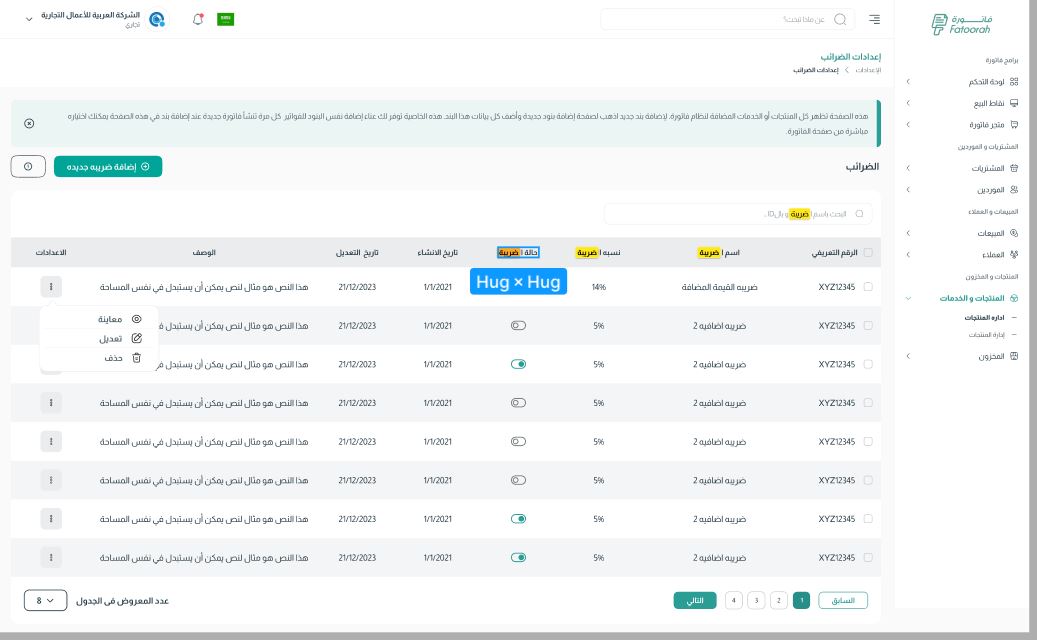 فاتـــورة
Fatoorah
عن ماذا تبحث؟
الشركة العربية للأعمال التجارية
تجاري
برامج فاتورة
لوحة التحكم
نقاط البيع
متجر فاتورة
المشتريات و الموردين
المشتريات
الموردين
المبيعات و العملاء
المبيعات
العملاء
المنتجات و المخزون
المنتجات و الخدمات
اداره المنتجات
إدارة المنتجات
المخزون
إعدادات الضرائب
الإعدادات > إعدادات الضرائب
هذه الصفحة تظهر كل المنتجات أو الخدمات المضافة لنظام فاتورة. لإضافة بند جديد اذهب لصفحة إضافة بنود جديدة وأضف كل بيانات هذا البند. هذه الخاصية توفر لك عناء إضافة نفس البنود للفواتير كل مرة تنشأ فاتورة جديدة عند إضافة بند في هذه الصفحة يمكنك اختياره
مباشرة من صفحة الفاتورة.
الضرائب
إضافة ضريبه جديده
البحث باسم ا ضريبة و بالID..
الرقم التعريفي اسم ا ضريبة نسبه ا ضريبة حالة ا ضريبة تاريخ الانشاء تاريخ التعديل الوصف الاعدادات
XYZ12345 ضريبه القيمة المضافة 14% 1/1/2021 21/12/2023 هذا النص هو مثال لنص يمكن أن يستبدل في نفس المساحة
Hug × Hug
XYZ12345 ضريبه اضافيه 2 5% 1/1/2021 21/12/2023 هذا النص هو مثال لنص يمكن أن يستبدل ف
XYZ12345 ضريبه اضافيه 2 5% 1/1/2021 21/12/2023 هذا النص هو مثال لنص يمكن أن يستبدل ف
معاينة
تعديل
حذف
XYZ12345 ضريبه اضافيه 2 5% 1/1/2021 21/12/2023 هذا النص هو مثال لنص يمكن أن يستبدل في نفس المساحة
XYZ12345 ضريبه اضافيه 2 5% 1/1/2021 21/12/2023 هذا النص هو مثال لنص يمكن أن يستبدل في نفس المساحة
XYZ12345 ضريبه اضافيه 2 5% 1/1/2021 21/12/2023 هذا النص هو مثال لنص يمكن أن يستبدل في نفس المساحة
XYZ12345 ضريبه اضافيه 2 5% 1/1/2021 21/12/2023 هذا النص هو مثال لنص يمكن أن يستبدل في نفس المساحة
XYZ12345 ضريبه اضافيه 2 5% 1/1/2021 21/12/2023 هذا النص هو مثال لنص يمكن أن يستبدل في نفس المساحة
السابق 1 2 3 4 التالي
عدد المعروض في الجدول 8